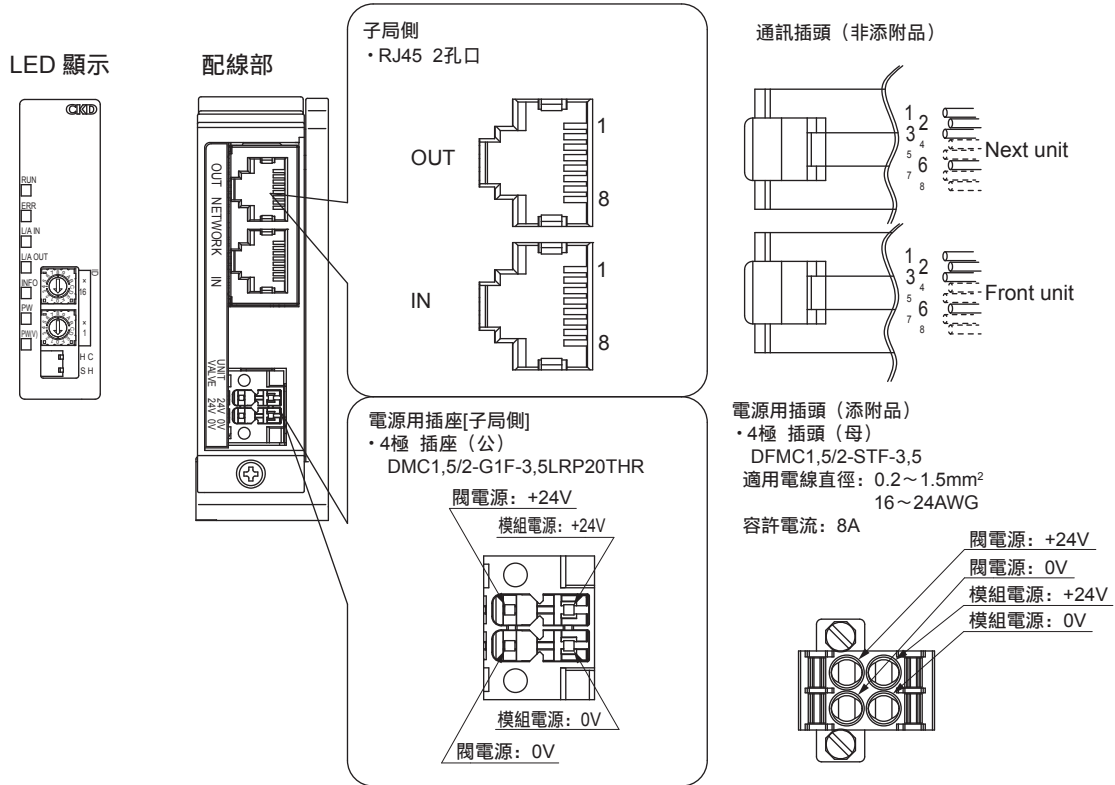 LED 顯示
CKD
RUN
ERR
L/A IN
L/A OUT
INFO
PW
PW(V)
ID
×
16
×
1
H C
S H
配線部
OUT NETWORK IN
UNIT 24V 0V
VALVE 24V 0V
子局側
・RJ45 2孔口
OUT
1
8
IN
1
8
通訊插頭（非添附品）
1
2
3
4
5
6
7
8
Next unit
1
2
3
4
5
6
7
8
Front unit
電源用插座[子局側]
・4極 插座（公）
DMC1,5/2-G1F-3,5LRP20THR
閥電源：+24V
模組電源：+24V
模組電源：0V
閥電源：0V
電源用插頭（添附品）
・4極 插頭（母）
DFMC1,5/2-STF-3,5
適用電線直徑：0.2～1.5mm²
16～24AWG
容許電流：8A
閥電源：+24V
閥電源：0V
模組電源：+24V
模組電源：0V